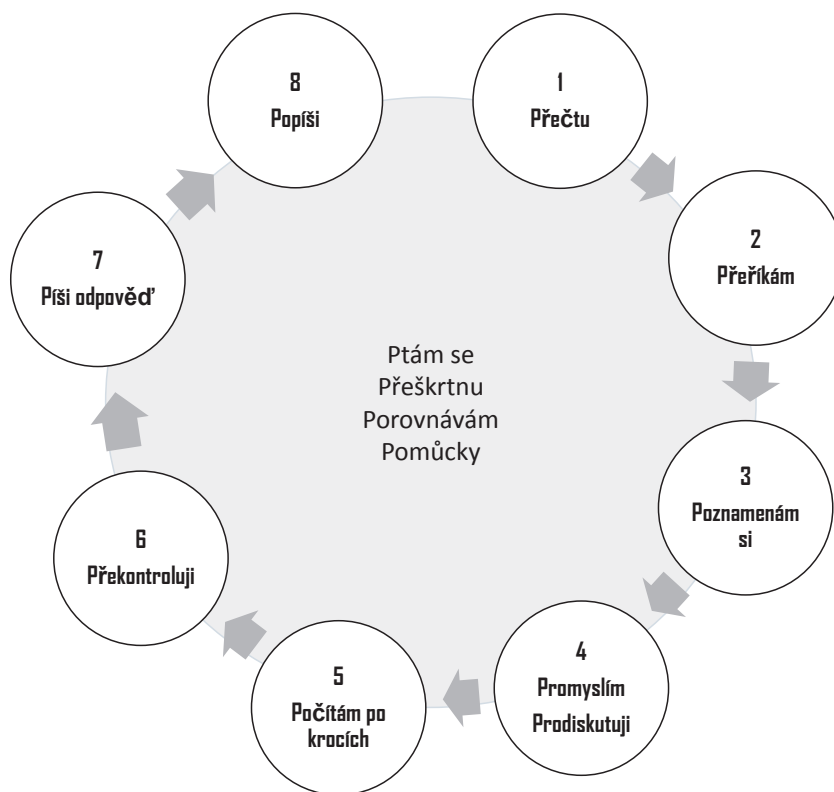 1
Přečtu
2
Přeříkám
3
Poznamenám
si
4
Promyslím
Prodiskutuji
5
Počítám po
krocích
6
Překontroluji
7
Píši odpověď
8
Popíši
Ptám se
Přeškrtnu
Porovnávám
Pomůcky